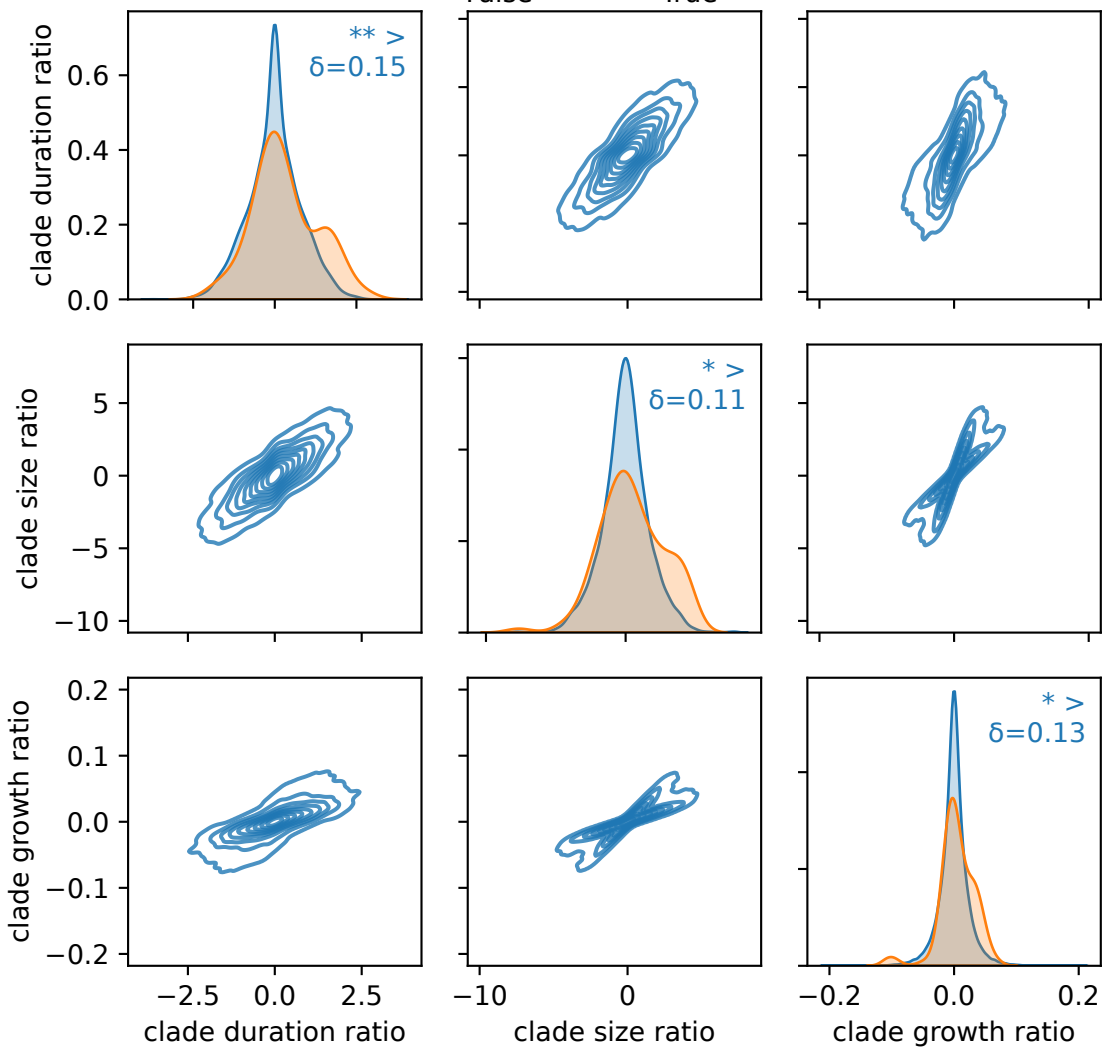 False True
clade duration ratio
0.6
0.4
0.2
0.0
** >
δ=0.15
clade size ratio
5
0
−5
−10
* >
δ=0.11
clade growth ratio
0.2
0.1
0.0
−0.1
−0.2
* >
δ=0.13
−2.5 0.0 2.5
−10 0
−0.2 0.0 0.2
clade duration ratio
clade size ratio
clade growth ratio